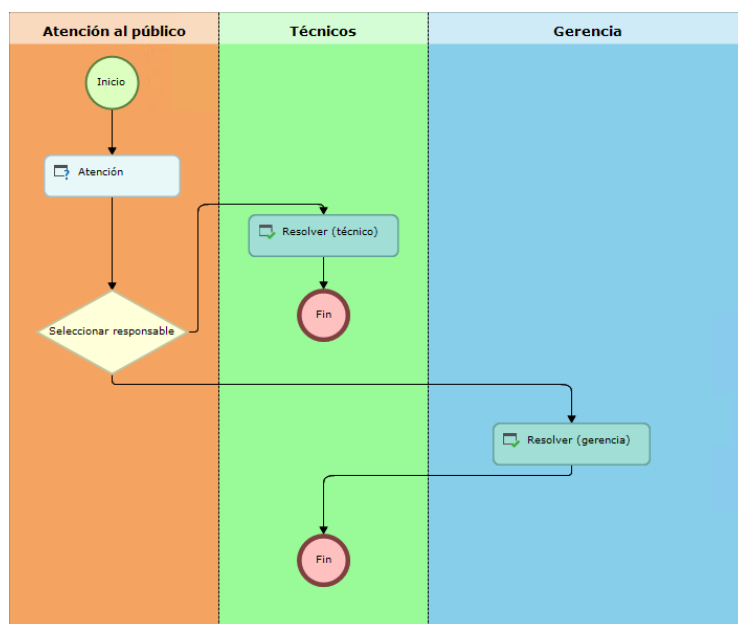 Atención al público
Técnicos
Gerencia
Inicio
Atención
Resolver (técnico)
Fin
Seleccionar responsable
Resolver (gerencia)
Fin